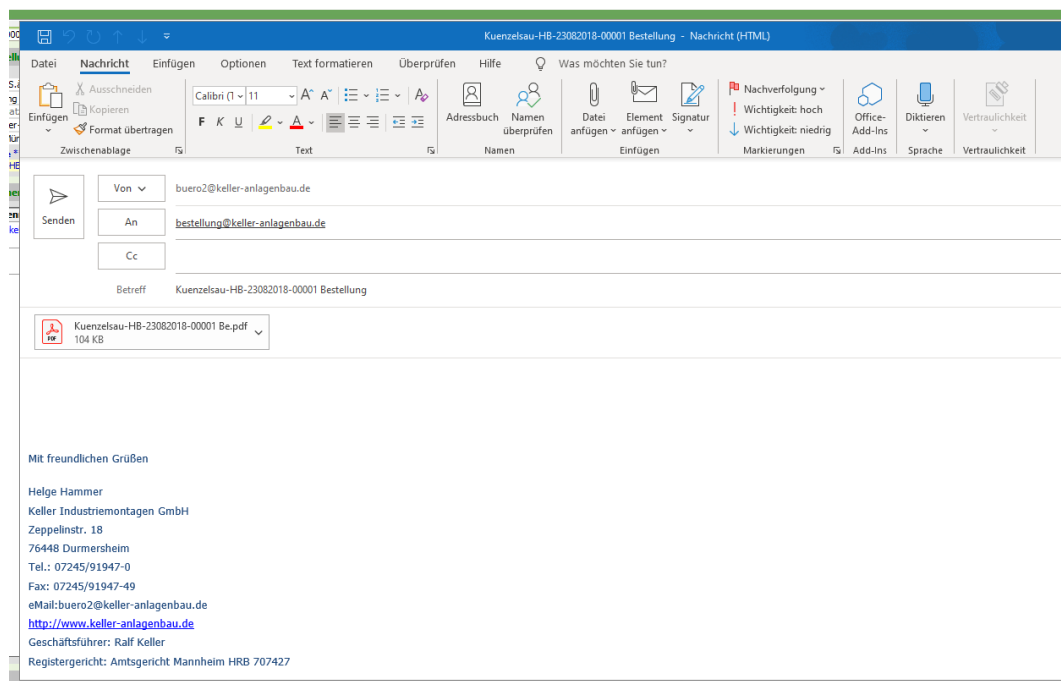 Kuenzelsau-HB-23082018-00001 Bestellung - Nachricht (HTML)
Datei Nachricht Einfügen Optionen Text formatieren Überprüfen Hilfe Was möchten Sie tun?
Einfügen
Ausschneiden
Kopieren
Format übertragen
Zwischenablage
Calibri (T 11
F K U
Text
Adressbuch
Namen überprüfen
Namen
Datei anfügen
Element anfügen
Signatur
Einfügen
Nachverfolgung
Wichtigkeit: hoch
Wichtigkeit: niedrig
Markierungen
Office-Add-Ins
Add-Ins
Diktieren
Sprache
Vertraulichkeit
Vertraulichkeit
Senden
Von buero2@keller-anlagenbau.de
An bestellung@keller-anlagenbau.de
Cc
Betreff Kuenzelsau-HB-23082018-00001 Bestellung
PDF
Kuenzelsau-HB-23082018-00001 Be.pdf
104 KB
Mit freundlichen Grüßen
Helge Hammer
Keller Industriemontagen GmbH
Zeppelinstr. 18
76448 Durmersheim
Tel.: 07245/91947-0
Fax: 07245/91947-49
eMail:buero2@keller-anlagenbau.de
http://www.keller-anlagenbau.de
Geschäftsführer: Ralf Keller
Registergericht: Amtsgericht Mannheim HRB 707427